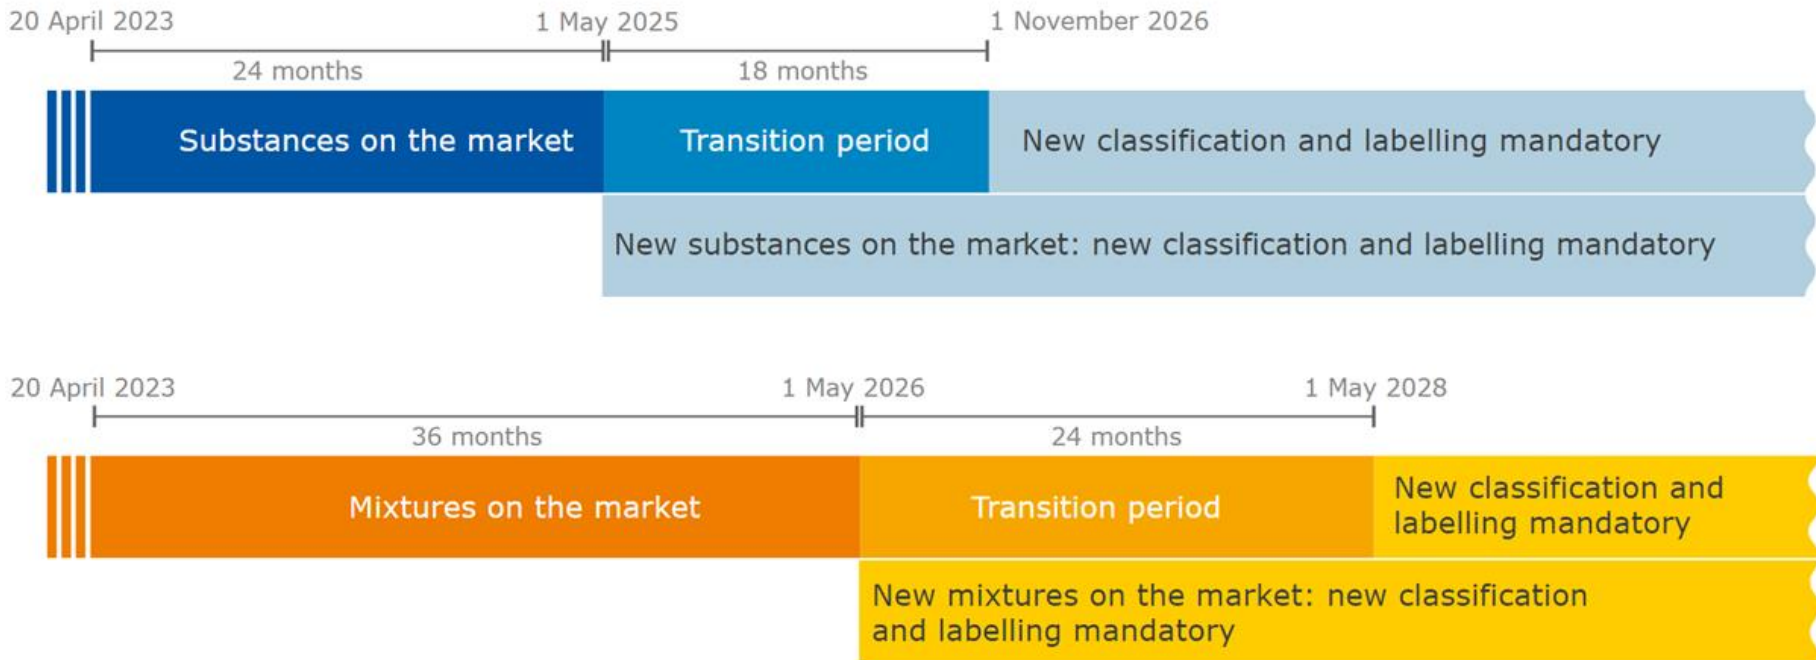 20 April 2023
1 May 2025
1 November 2026
24 months
18 months
Substances on the market
Transition period
New classification and labelling mandatory
New substances on the market: new classification and labelling mandatory
20 April 2023
1 May 2026
1 May 2028
36 months
24 months
Mixtures on the market
Transition period
New classification and
labelling mandatory
New mixtures on the market: new classification
and labelling mandatory